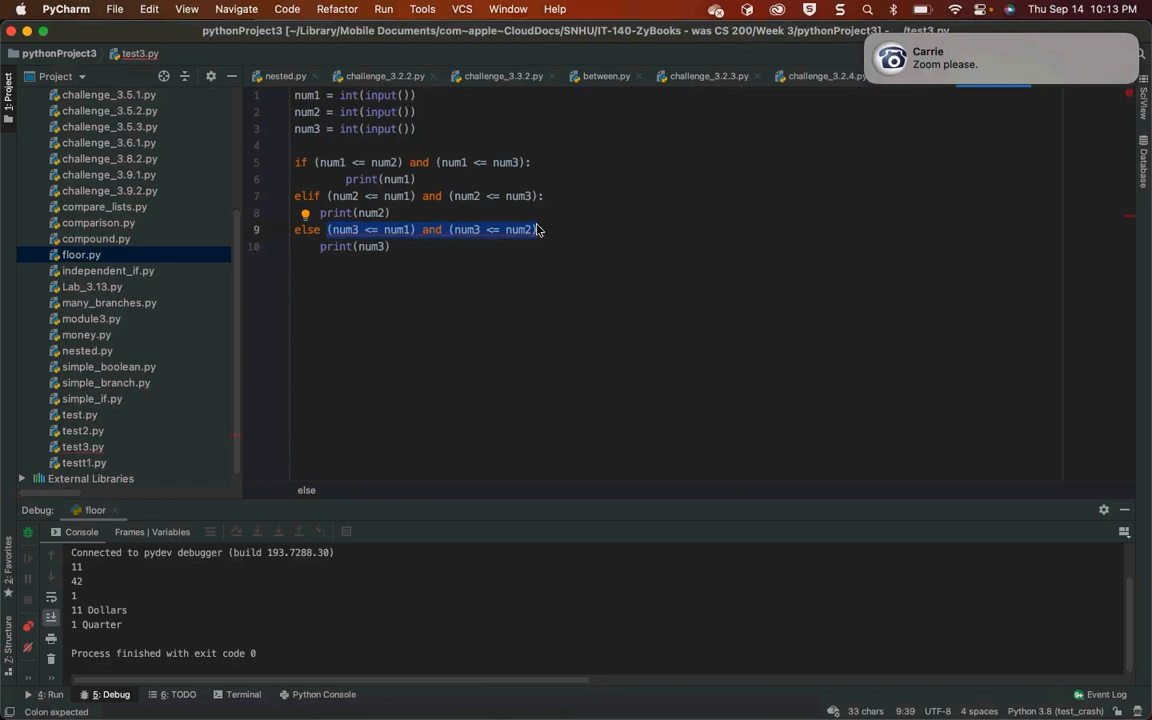 PyCharm File Edit View Navigate Code Refactor Run Tools VCS Window Help Thu Sep 14 10:13 PM
pythonProject3 [~/Library/Mobile Documents/com~apple~CloudDocs/SNHU/IT-140-ZyBooks - was CS 200/Week 3/pythonProject3] - .../test3.py
Carrie
Zoom please.
pythonProject3 test3.py
Project nested.py challenge_3.2.2.py challenge_3.3.2.py between.py challenge_3.2.3.py challenge_3.2.4.py
1: Project
SciView
Database
challenge_3.5.1.py
challenge_3.5.2.py
challenge_3.5.3.py
challenge_3.6.1.py
challenge_3.8.2.py
challenge_3.9.1.py
challenge_3.9.2.py
compare_lists.py
comparison.py
compound.py
floor.py
independent_if.py
Lab_3.13.py
many_branches.py
module3.py
money.py
nested.py
simple_boolean.py
simple_branch.py
simple_if.py
test.py
test2.py
test3.py
testt1.py
External Libraries
1 num1 = int(input())
2 num2 = int(input())
3 num3 = int(input())
4
5 if (num1 <= num2) and (num1 <= num3):
6 print(num1)
7 elif (num2 <= num1) and (num2 <= num3):
8 print(num2)
9 else (num3 <= num1) and (num3 <= num2)
10 print(num3)
else
Debug: floor
Console Frames | Variables
2: Favorites
Z: Structure
Connected to pydev debugger (build 193.7288.30)
11
42
1
11 Dollars
1 Quarter
Process finished with exit code 0
4: Run 5: Debug 6: TODO Terminal Python Console Event Log
Colon expected 33 chars 9:39 UTF-8 4 spaces Python 3.8 (test_crash)